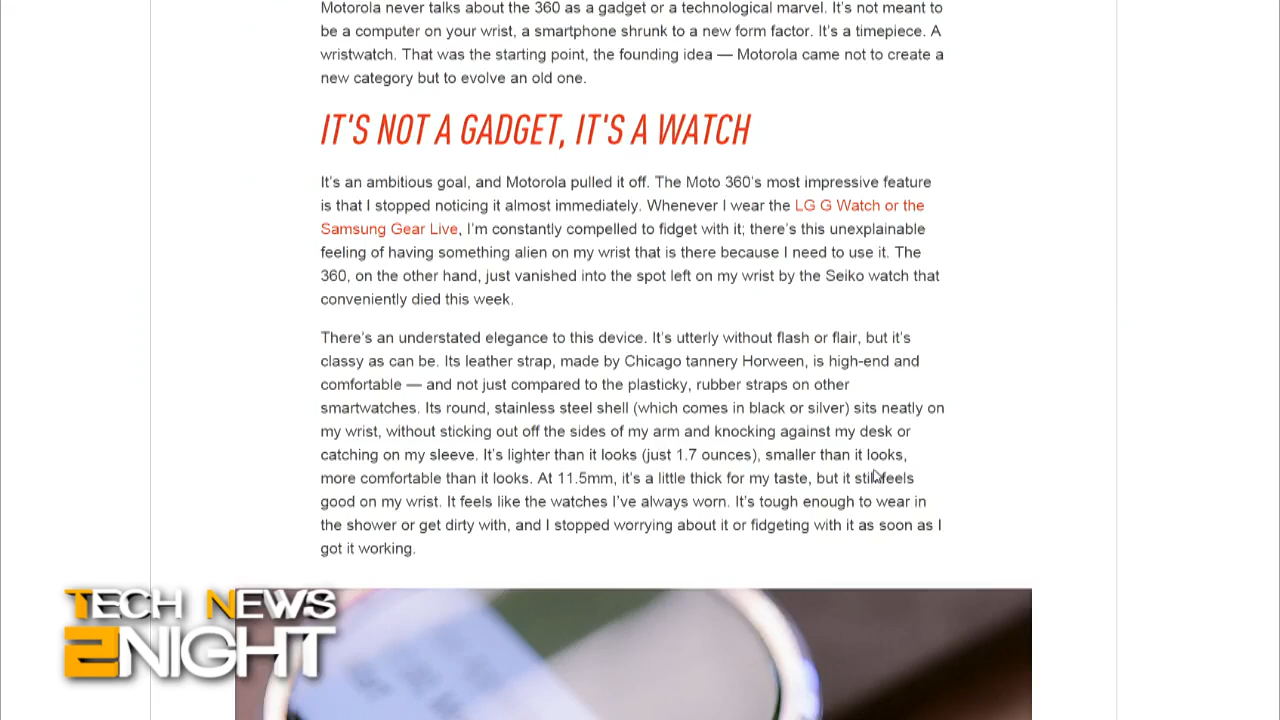 Motorola never talks about the 360 as a gadget or a technological marvel. It's not meant to
be a computer on your wrist, a smartphone shrunk to a new form factor. It's a timepiece. A
wristwatch. That was the starting point, the founding idea — Motorola came not to create a
new category but to evolve an old one.
IT'S NOT A GADGET, IT'S A WATCH
It's an ambitious goal, and Motorola pulled it off. The Moto 360's most impressive feature
is that I stopped noticing it almost immediately. Whenever I wear the LG G Watch or the
Samsung Gear Live, I'm constantly compelled to fidget with it; there's this unexplainable
feeling of having something alien on my wrist that is there because I need to use it. The
360, on the other hand, just vanished into the spot left on my wrist by the Seiko watch that
conveniently died this week.
There's an understated elegance to this device. It's utterly without flash or flair, but it's
classy as can be. Its leather strap, made by Chicago tannery Horween, is high-end and
comfortable — and not just compared to the plasticky, rubber straps on other
smartwatches. Its round, stainless steel shell (which comes in black or silver) sits neatly on
my wrist, without sticking out off the sides of my arm and knocking against my desk or
catching on my sleeve. It's lighter than it looks (just 1.7 ounces), smaller than it looks,
more comfortable than it looks. At 11.5mm, it's a little thick for my taste, but it still feels
good on my wrist. It feels like the watches I've always worn. It's tough enough to wear in
the shower or get dirty with, and I stopped worrying about it or fidgeting with it as soon as I
got it working.
TECH NEWS
2NIGHT